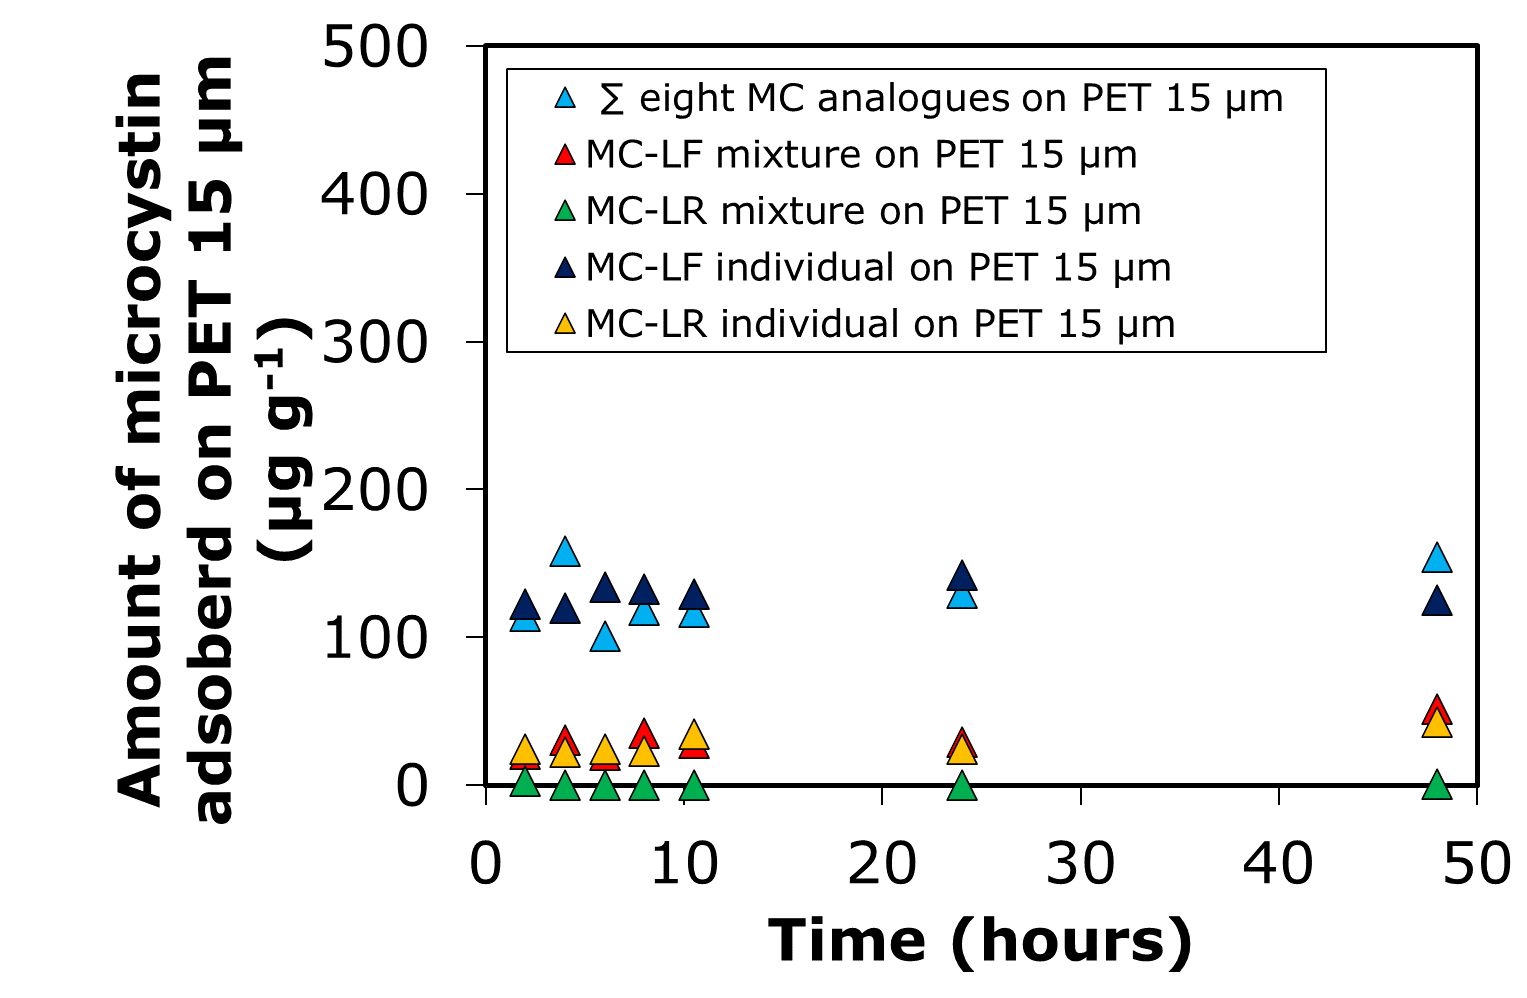 Amount of microcystin
adsoberd on PET 15 µm
(µg g⁻¹)
500
400
300
200
100
0
∑ eight MC analogues on PET 15 µm
MC-LF mixture on PET 15 µm
MC-LR mixture on PET 15 µm
MC-LF individual on PET 15 µm
MC-LR individual on PET 15 µm
0 10 20 30 40 50
Time (hours)